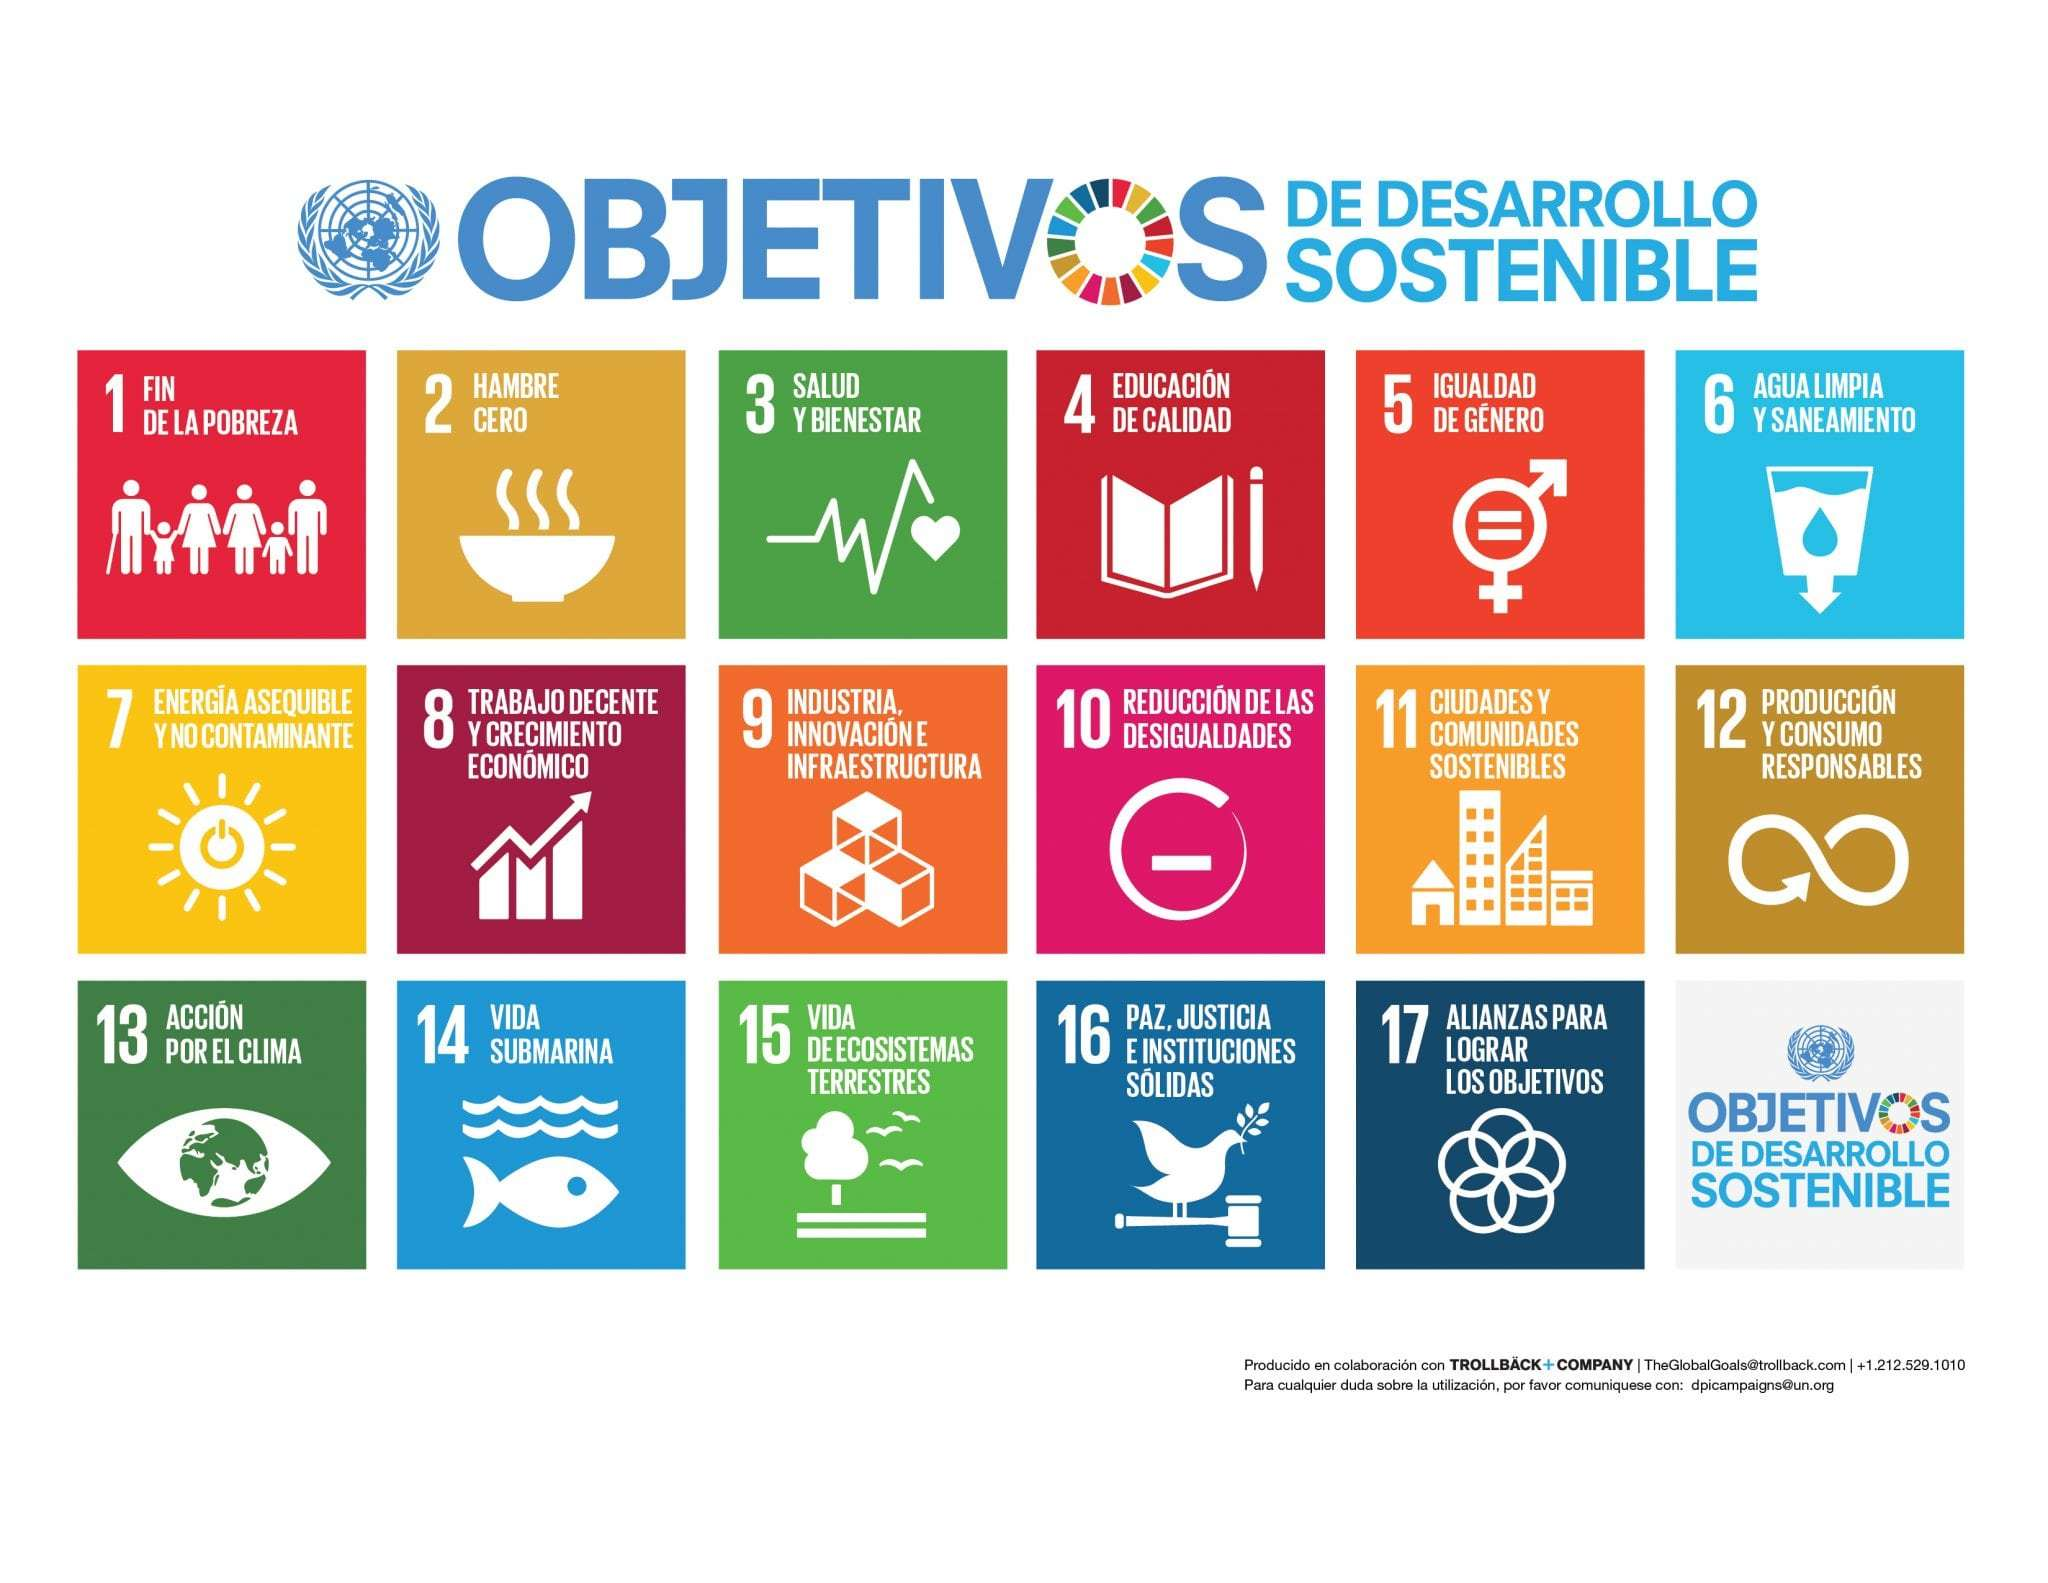 OBJETIVOS
DE DESARROLLO
SOSTENIBLE
1 FIN
DE LA POBREZA
2 HAMBRE
CERO
3 SALUD
Y BIENESTAR
4 EDUCACIÓN
DE CALIDAD
5 IGUALDAD
DE GÉNERO
6 AGUA LIMPIA
Y SANEAMIENTO
7 ENERGÍA ASEQUIBLE
Y NO CONTAMINANTE
8 TRABAJO DECENTE
Y CRECIMIENTO
ECONÓMICO
9 INDUSTRIA,
INNOVACIÓN E
INFRAESTRUCTURA
10 REDUCCIÓN DE LAS
DESIGUALDADES
11 CIUDADES Y
COMUNIDADES
SOSTENIBLES
12 PRODUCCIÓN
Y CONSUMO
RESPONSABLES
13 ACCIÓN
POR EL CLIMA
14 VIDA
SUBMARINA
15 VIDA
DE ECOSISTEMAS
TERRESTRES
16 PAZ, JUSTICIA
E INSTITUCIONES
SÓLIDAS
17 ALIANZAS PARA
LOGRAR
LOS OBJETIVOS
OBJETIVOS
DE DESARROLLO
SOSTENIBLE
Producido en colaboración con TROLLBÄCK+COMPANY | TheGlobalGoals@trollback.com | +1.212.529.1010
Para cualquier duda sobre la utilización, por favor comuniquese con: dpicampaigns@un.org